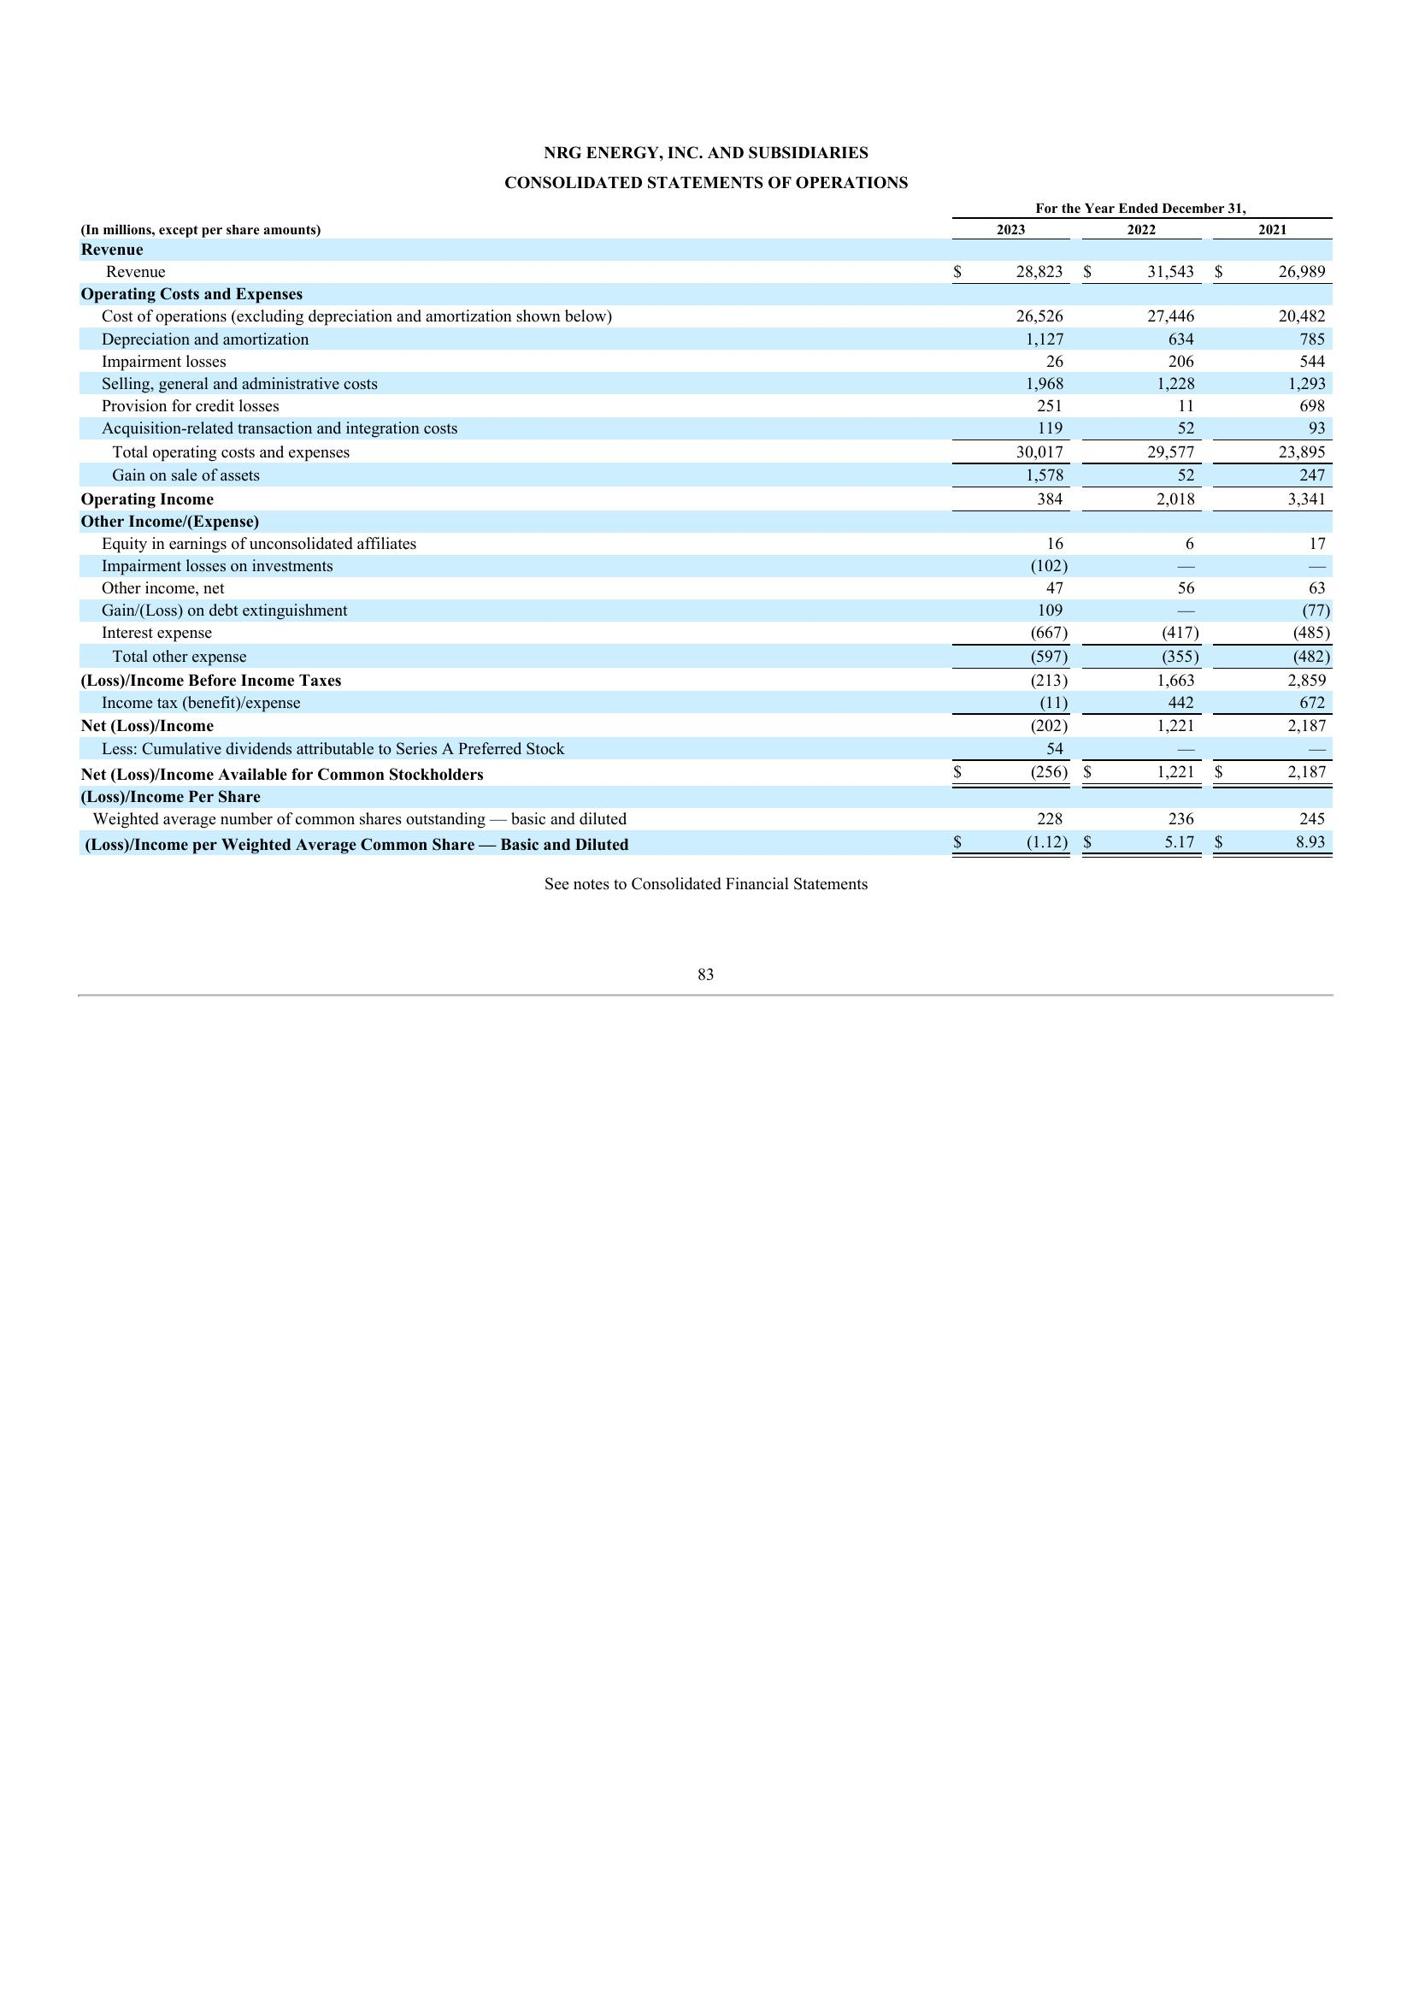 NRG ENERGY, INC. AND SUBSIDIARIES
CONSOLIDATED STATEMENTS OF OPERATIONS
For the Year Ended December 31,
(In millions, except per share amounts) 2023 2022 2021
Revenue
Revenue $ 28,823 $ 31,543 $ 26,989
Operating Costs and Expenses
Cost of operations (excluding depreciation and amortization shown below) 26,526 27,446 20,482
Depreciation and amortization 1,127 634 785
Impairment losses 26 206 544
Selling, general and administrative costs 1,968 1,228 1,293
Provision for credit losses 251 11 698
Acquisition-related transaction and integration costs 119 52 93
Total operating costs and expenses 30,017 29,577 23,895
Gain on sale of assets 1,578 52 247
Operating Income 384 2,018 3,341
Other Income/(Expense)
Equity in earnings of unconsolidated affiliates 16 6 17
Impairment losses on investments (102) — —
Other income, net 47 56 63
Gain/(Loss) on debt extinguishment 109 — (77)
Interest expense (667) (417) (485)
Total other expense (597) (355) (482)
(Loss)/Income Before Income Taxes (213) 1,663 2,859
Income tax (benefit)/expense (11) 442 672
Net (Loss)/Income (202) 1,221 2,187
Less: Cumulative dividends attributable to Series A Preferred Stock 54 — —
Net (Loss)/Income Available for Common Stockholders $ (256) $ 1,221 $ 2,187
(Loss)/Income Per Share
Weighted average number of common shares outstanding — basic and diluted 228 236 245
(Loss)/Income per Weighted Average Common Share — Basic and Diluted $ (1.12) $ 5.17 $ 8.93
See notes to Consolidated Financial Statements
83